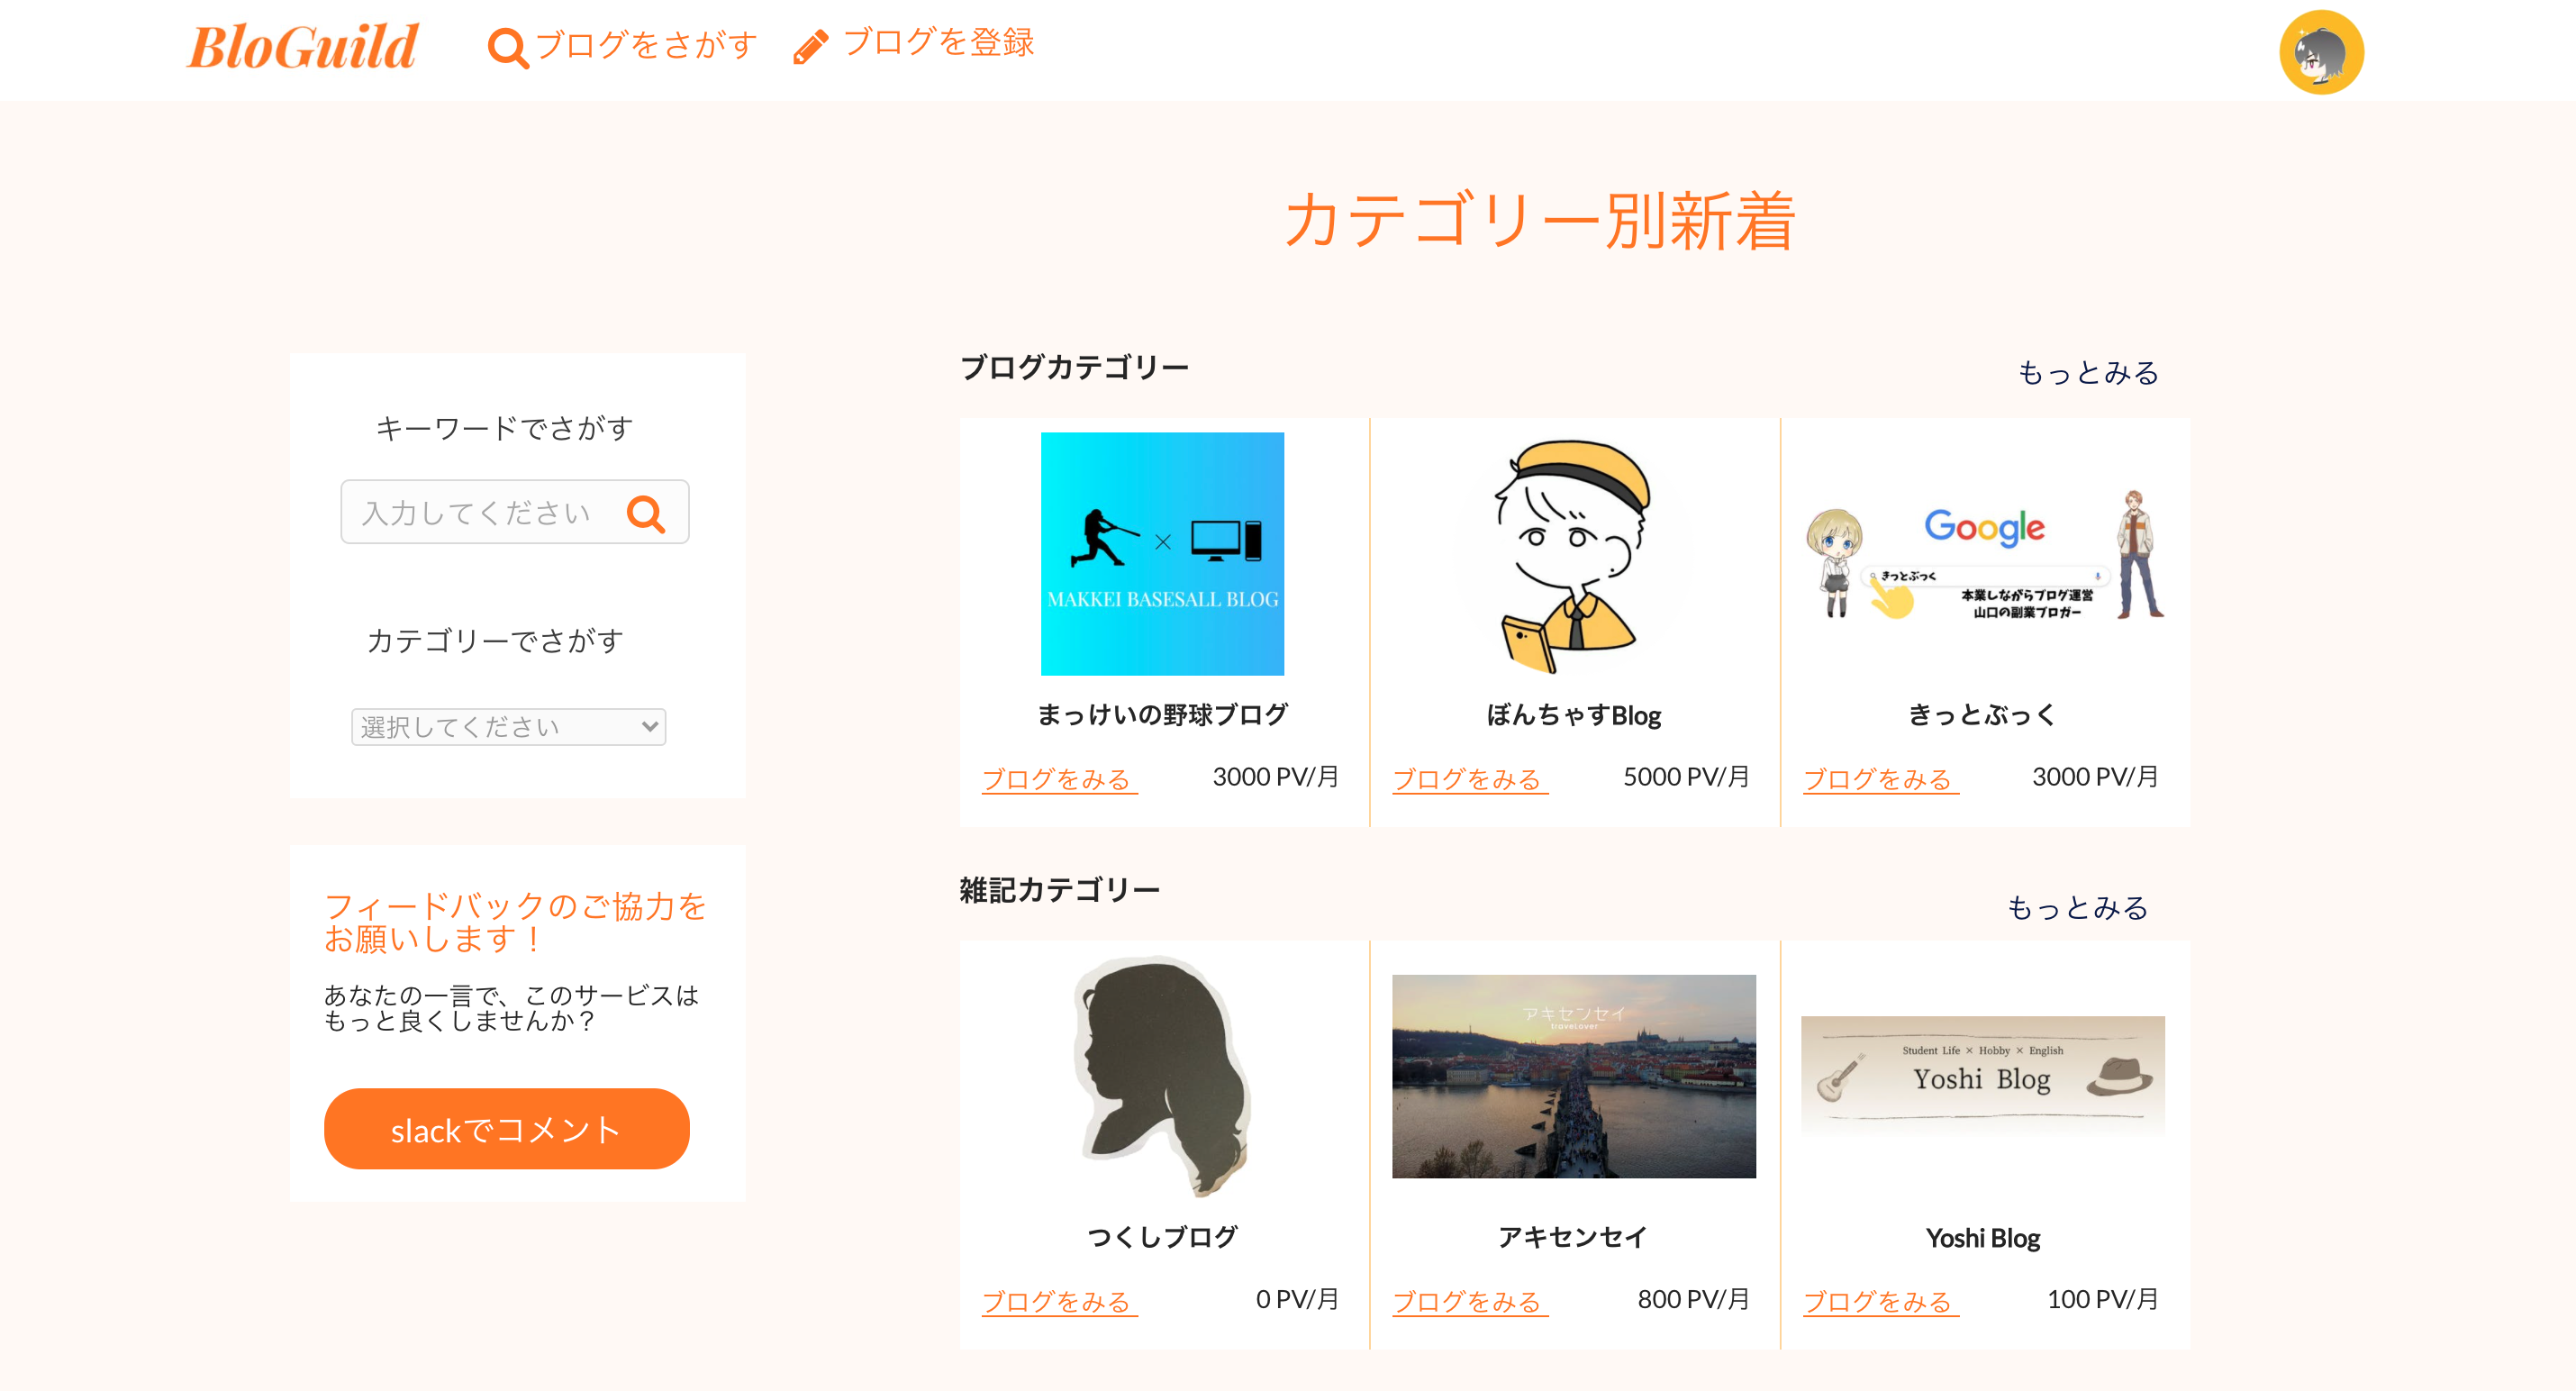 BloGuild
ブログをさがす
ブログを登録
カテゴリー別新着
キーワードでさがす
入力してください
カテゴリーでさがす
選択してください
フィードバックのご協力を
お願いします！
あなたの一言で、このサービスは
もっと良くしませんか？
slackでコメント
ブログカテゴリー
もっとみる
MAKKEI BASESALL BLOG
まっけいの野球ブログ
ブログをみる
3000 PV/月
ぼんちゃすBlog
ブログをみる
5000 PV/月
Google
きっとぶっく
本業しながらブログ運営
山口の副業ブロガー
きっとぶっく
ブログをみる
3000 PV/月
雑記カテゴリー
もっとみる
つくしブログ
ブログをみる
0 PV/月
アキセンセイ
travelover
アキセンセイ
ブログをみる
800 PV/月
Student Life × Hobby × English
Yoshi Blog
Yoshi Blog
ブログをみる
100 PV/月